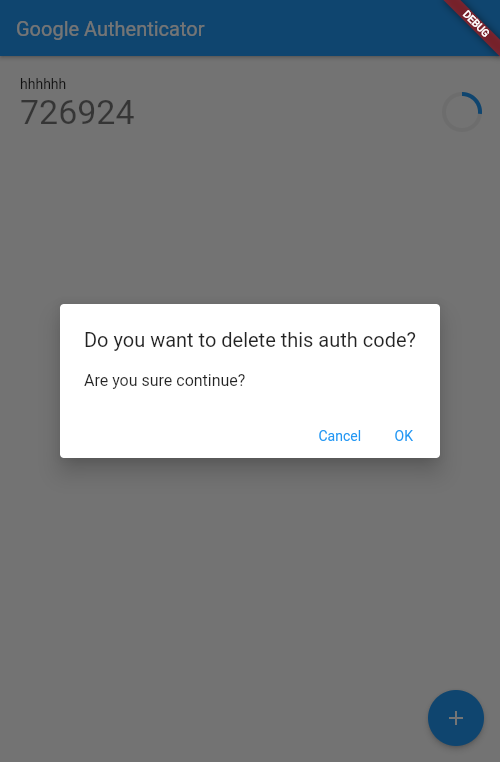 Google Authenticator
DEBUG
hhhhhh
726924
Do you want to delete this auth code?
Are you sure continue?
Cancel OK